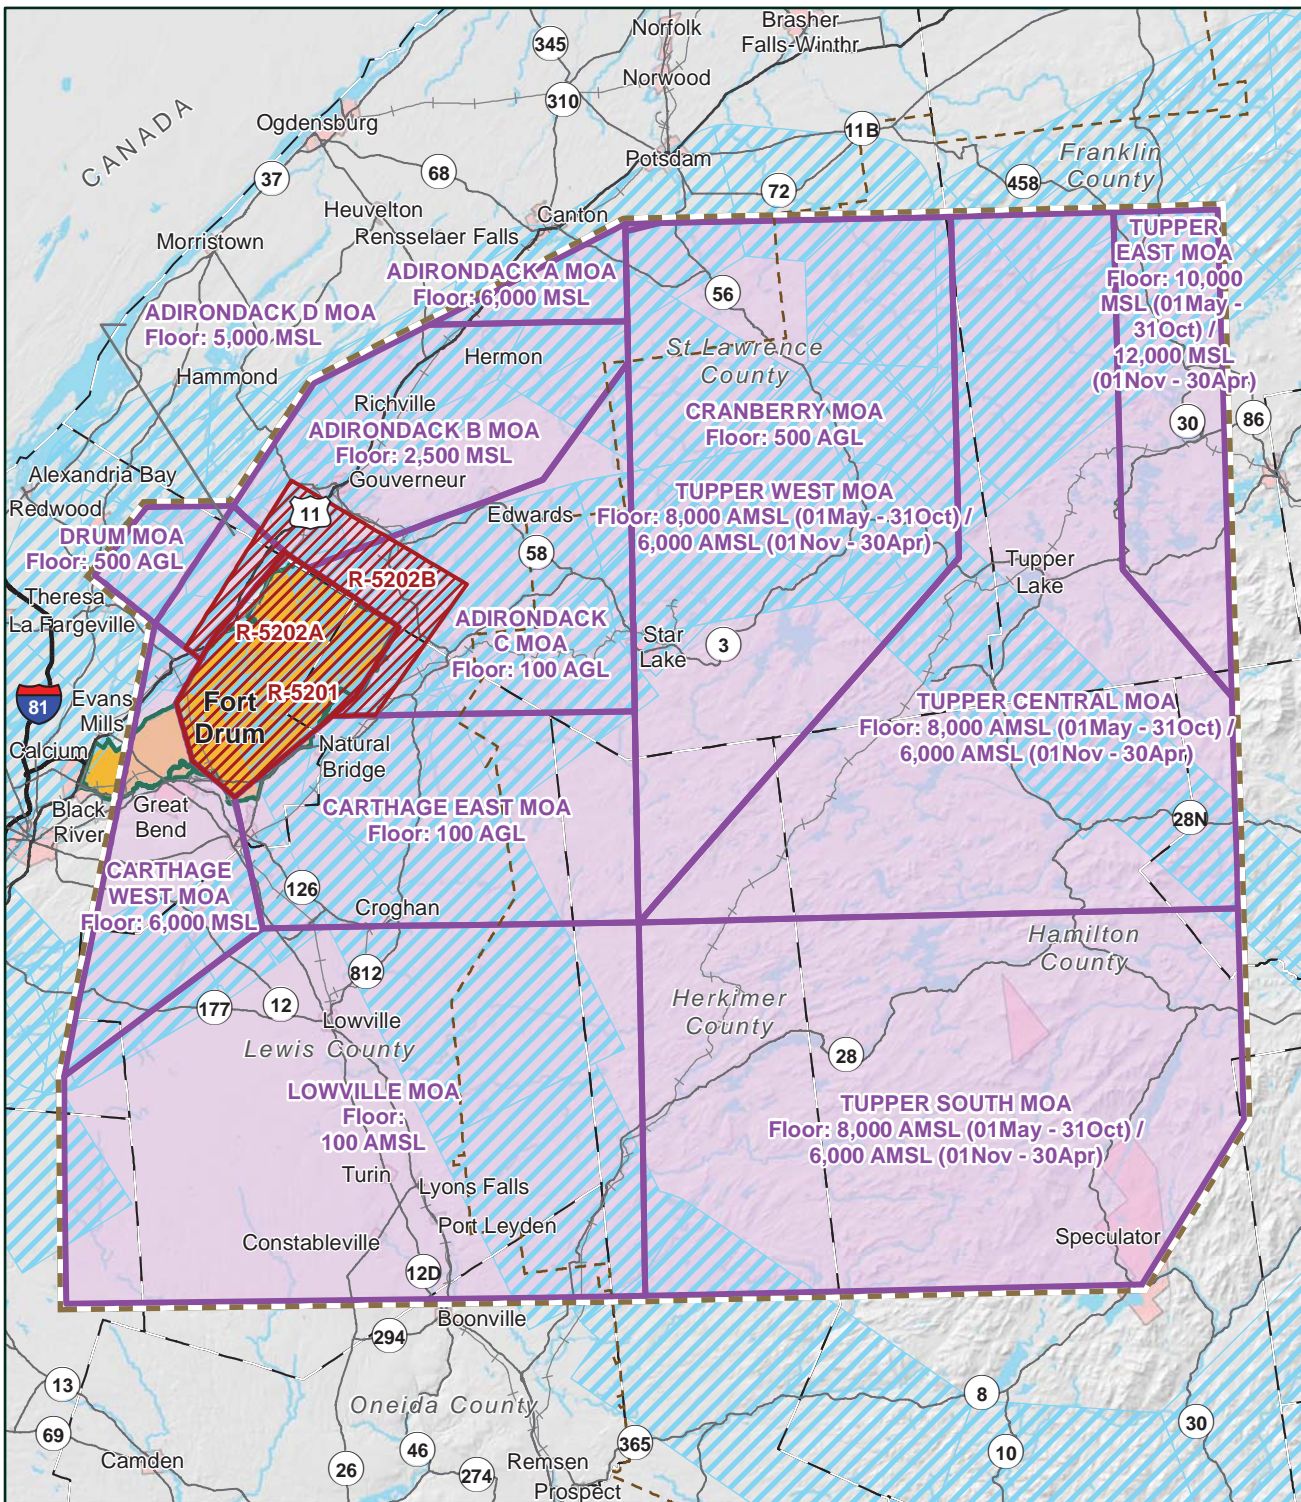 Norfolk
Brasher
Falls-Winthr
345
Norwood
310
CANADA
Ogdensburg
11B
Potsdam
Franklin
County
37
68
72
458
Heuvelton
Canton
Rensselaer Falls
Morristown
TUPPER
EAST MOA
Floor: 10,000
MSL (01May -
31Oct) /
12,000 MSL
(01Nov - 30Apr)
ADIRONDACK A MOA
Floor: 6,000 MSL
56
ADIRONDACK D MOA
Floor: 5,000 MSL
St Lawrence
County
Hermon
Hammond
Richville
CRANBERRY MOA
Floor: 500 AGL
30
86
ADIRONDACK B MOA
Floor: 2,500 MSL
Gouverneur
Alexandria Bay
Redwood
11
Edwards
TUPPER WEST MOA
Floor: 8,000 AMSL (01May - 31Oct) /
6,000 AMSL (01Nov - 30Apr)
DRUM MOA
Floor: 500 AGL
58
Tupper
Lake
R-5202B
Theresa
La Fargeville
R-5202A
ADIRONDACK
C MOA
Floor: 100 AGL
Star
Lake
3
81
Evans
Mills
R-5201
Fort
Drum
TUPPER CENTRAL MOA
Floor: 8,000 AMSL (01May - 31Oct) /
6,000 AMSL (01Nov - 30Apr)
Calcium
Natural
Bridge
Black
River
Great
Bend
CARTHAGE EAST MOA
Floor: 100 AGL
28N
CARTHAGE
WEST MOA
Floor: 6,000 MSL
126
Croghan
Hamilton
County
812
177
12
Herkimer
County
Lowville
Lewis County
28
LOWVILLE MOA
Floor:
100 AMSL
TUPPER SOUTH MOA
Floor: 8,000 AMSL (01May - 31Oct) /
6,000 AMSL (01Nov - 30Apr)
Turin
Lyons Falls
Port Leyden
Constableville
Speculator
12D
Boonville
294
13
Oneida County
8
69
30
365
46
10
Camden
26
274
Remsen
Prospect